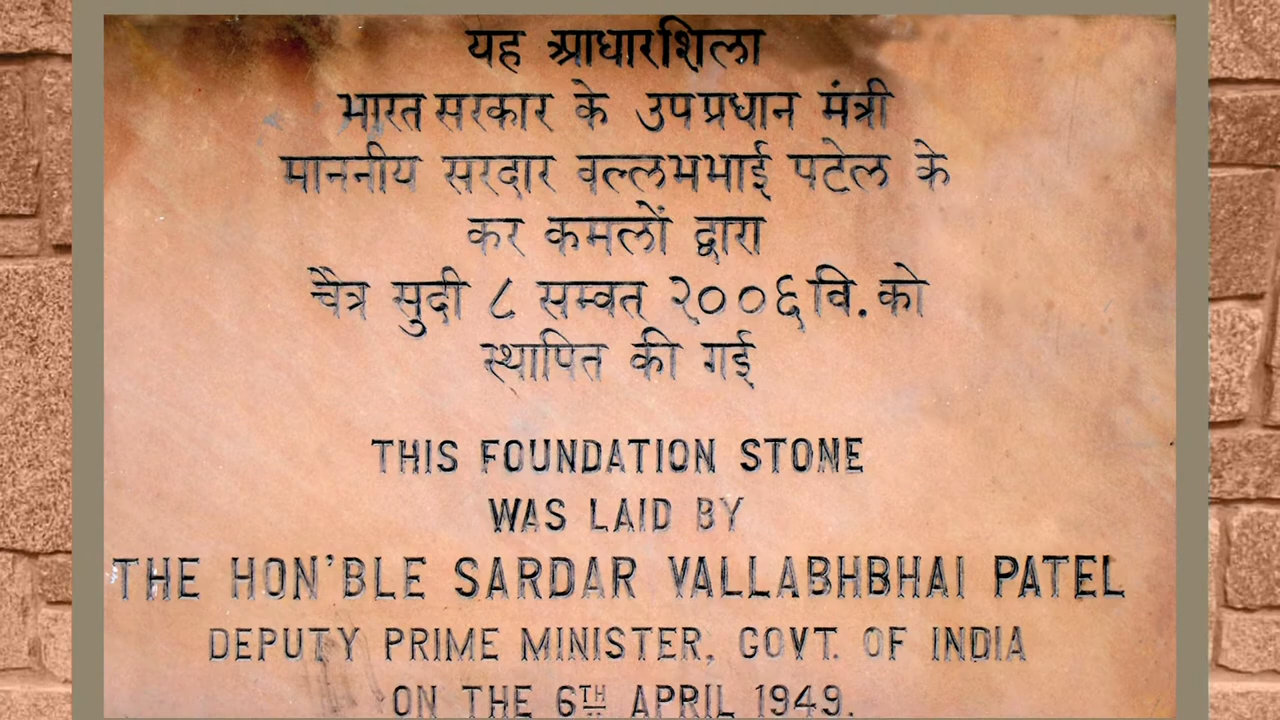 यह आधारशिला
भारत सरकार के उपप्रधान मंत्री
माननीय सरदार वल्लभभाई पटेल के
कर कमलों द्वारा
चैत्र सुदी ८ सम्वत २००६ वि. को
स्थापित की गई
THIS FOUNDATION STONE
WAS LAID BY
THE HON'BLE SARDAR VALLABHBHAI PATEL
DEPUTY PRIME MINISTER, GOVT. OF INDIA
ON THE 6TH APRIL 1949.